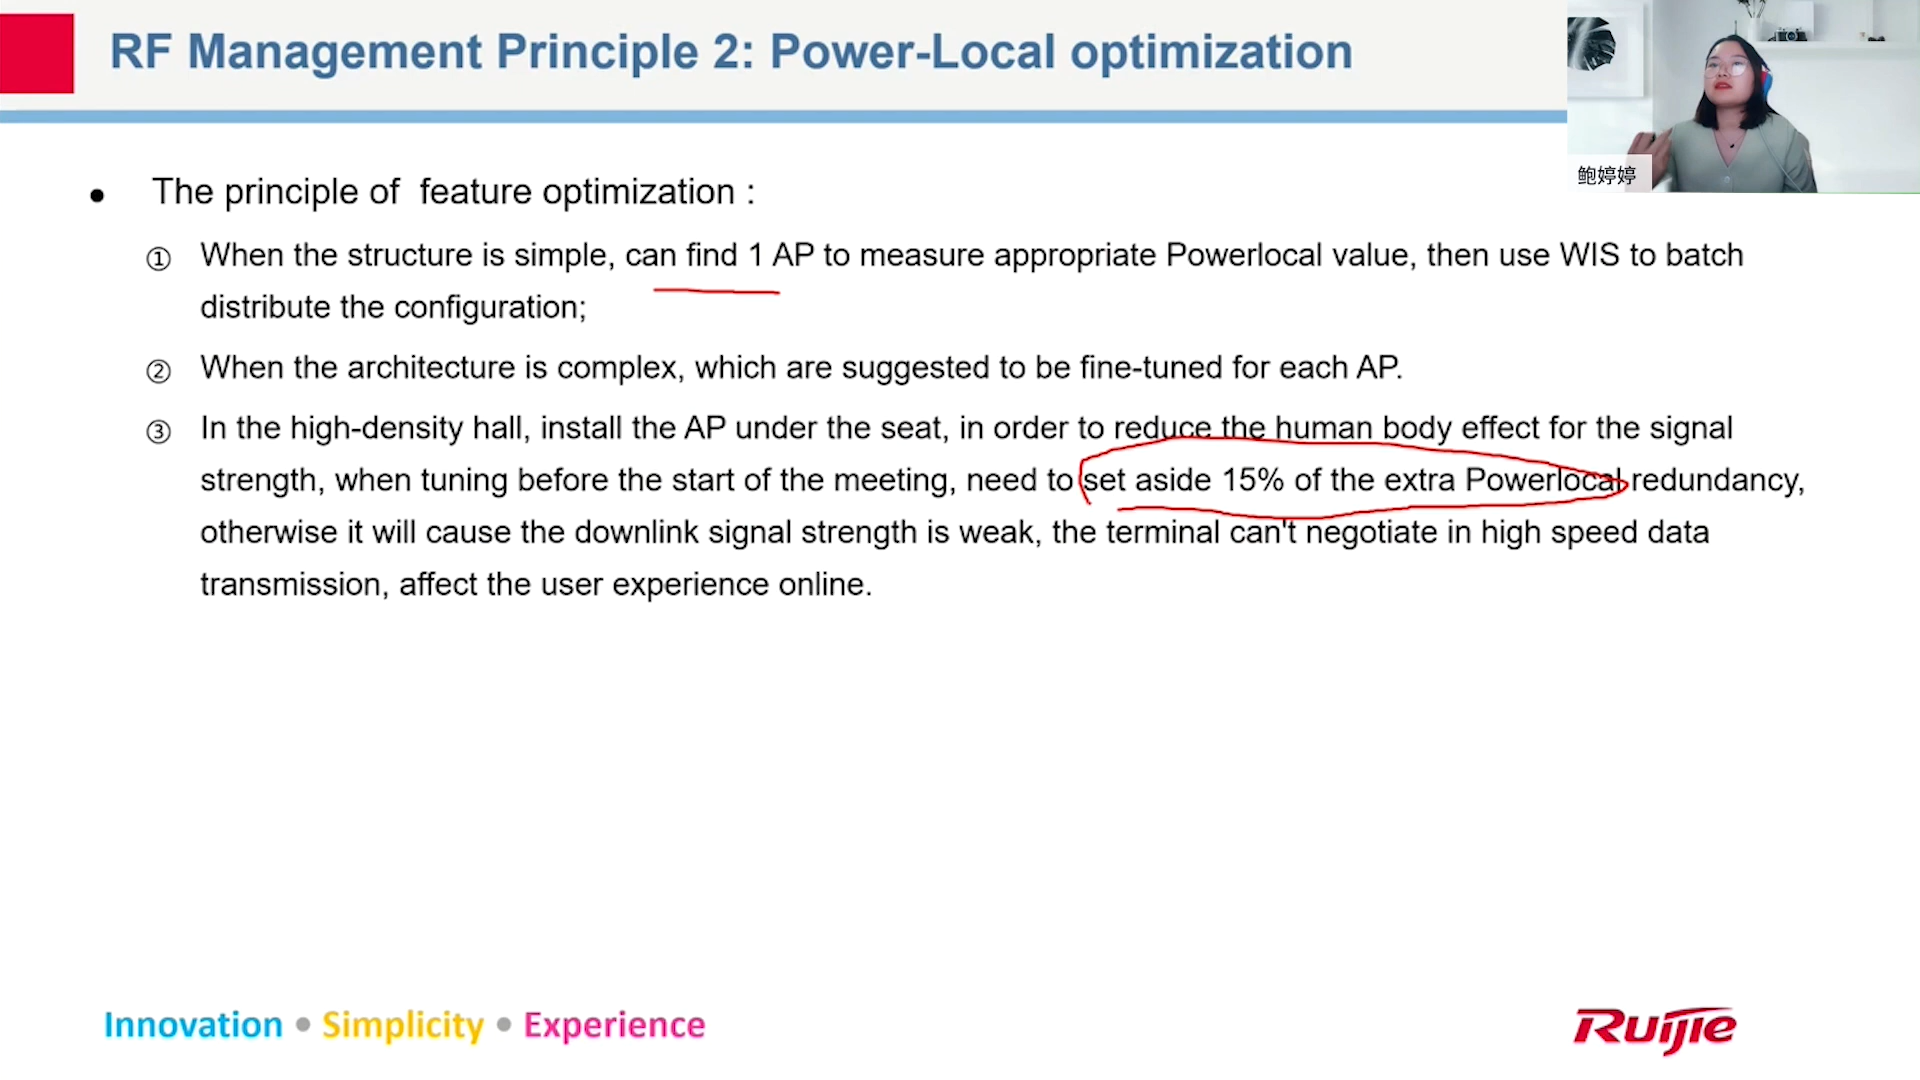 RF Management Principle 2: Power-Local optimization
鲍婷婷
• The principle of feature optimization :
① When the structure is simple, can find 1 AP to measure appropriate Powerlocal value, then use WIS to batch
distribute the configuration;
② When the architecture is complex, which are suggested to be fine-tuned for each AP.
③ In the high-density hall, install the AP under the seat, in order to reduce the human body effect for the signal
strength, when tuning before the start of the meeting, need to set aside 15% of the extra Powerlocal redundancy,
otherwise it will cause the downlink signal strength is weak, the terminal can't negotiate in high speed data
transmission, affect the user experience online.
Innovation • Simplicity • Experience
Ruijie